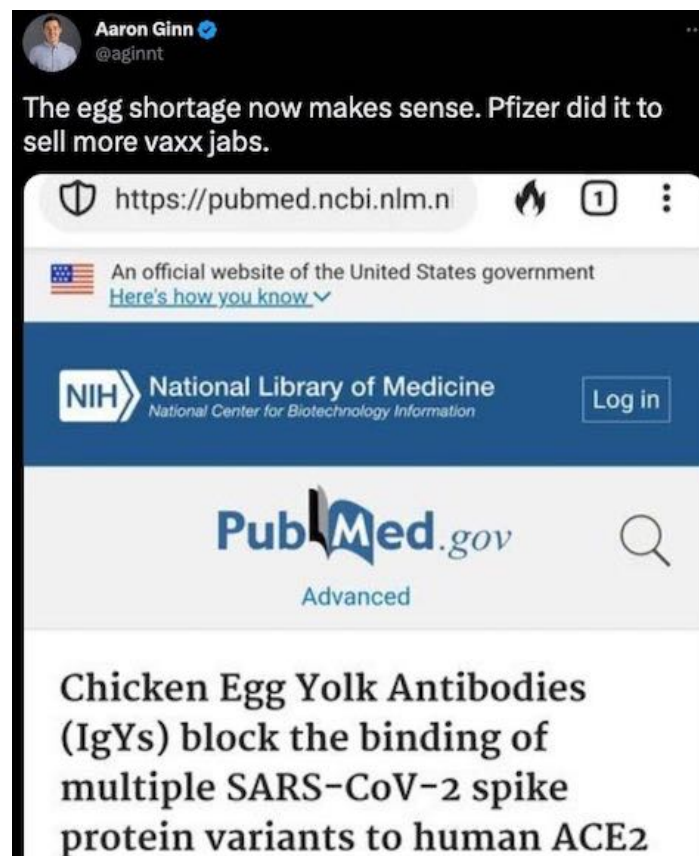 Aaron Ginn
@aginnt
The egg shortage now makes sense. Pfizer did it to
sell more vaxx jabs.
https://pubmed.ncbi.nlm.n
1
An official website of the United States government
Here's how you know
NIH National Library of Medicine
National Center for Biotechnology Information
Log in
PubMed.gov
Advanced
Chicken Egg Yolk Antibodies
(IgYs) block the binding of
multiple SARS-CoV-2 spike
protein variants to human ACE2